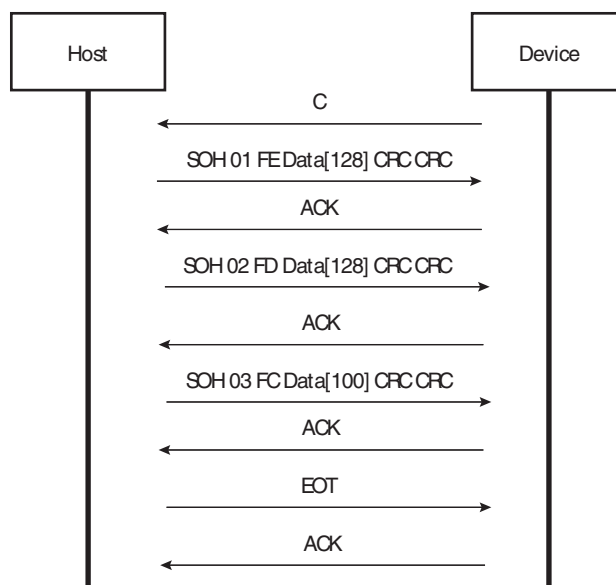 Host
Device
C
SOH 01 FE Data[128] CRC CRC
ACK
SOH 02 FD Data[128] CRC CRC
ACK
SOH 03 FC Data[100] CRC CRC
ACK
EOT
ACK